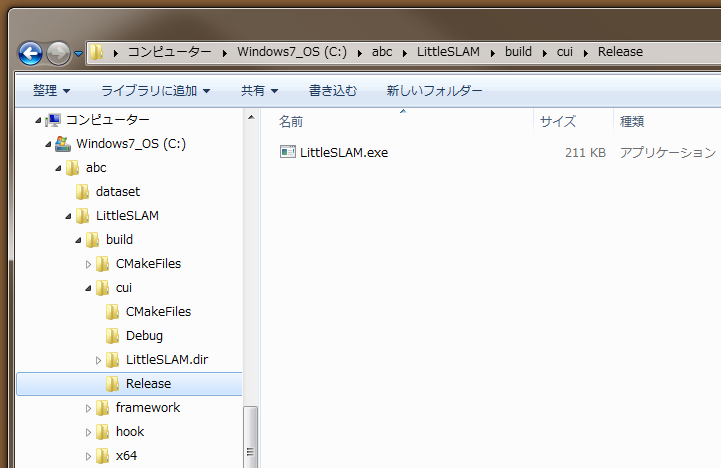 コンピューター Windows7_OS (C:) abc LittleSLAM build cui Release
整理 ライブラリに追加 共有 書き込む 新しいフォルダー
コンピューター
Windows7_OS (C:)
abc
dataset
LittleSLAM
build
CMakeFiles
cui
CMakeFiles
Debug
LittleSLAM.dir
Release
framework
hook
x64
名前 サイズ 種類
LittleSLAM.exe 211 KB アプリケーション